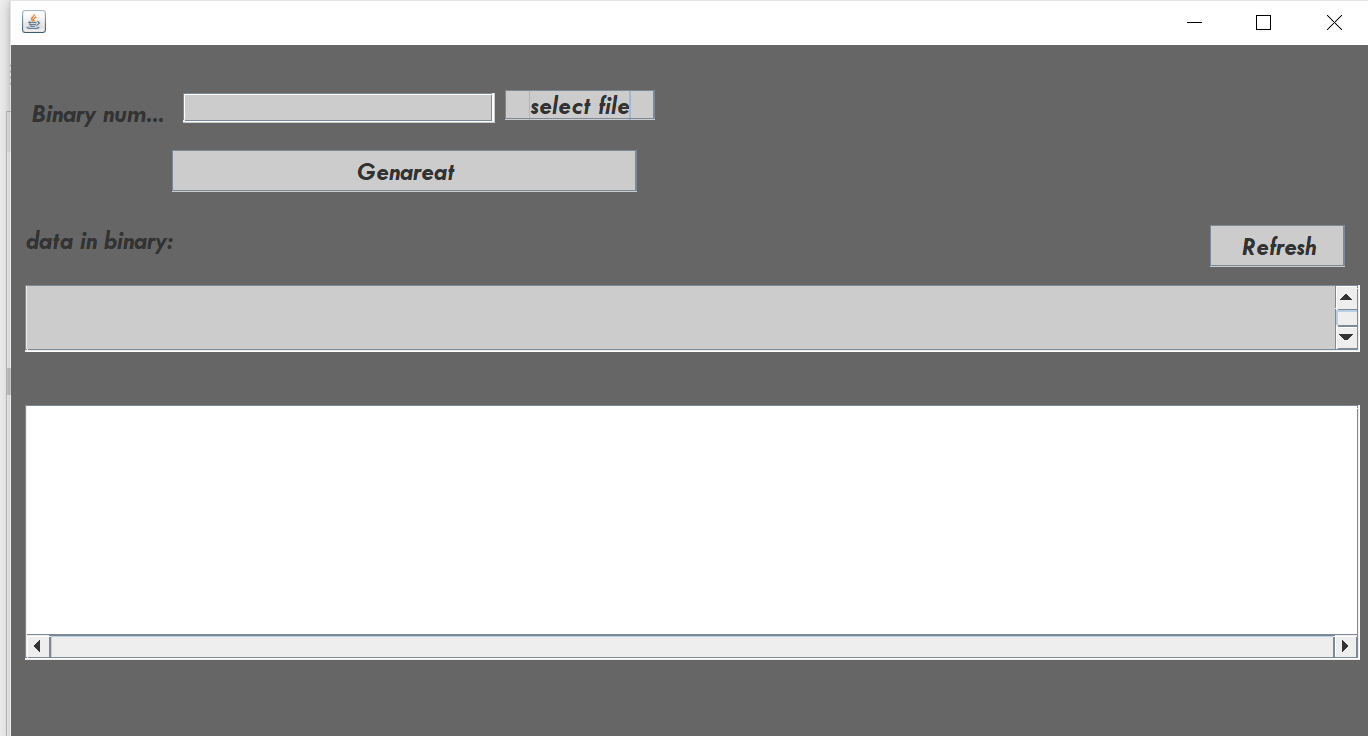 Binary num...
select file
Genareat
data in binary:
Refresh